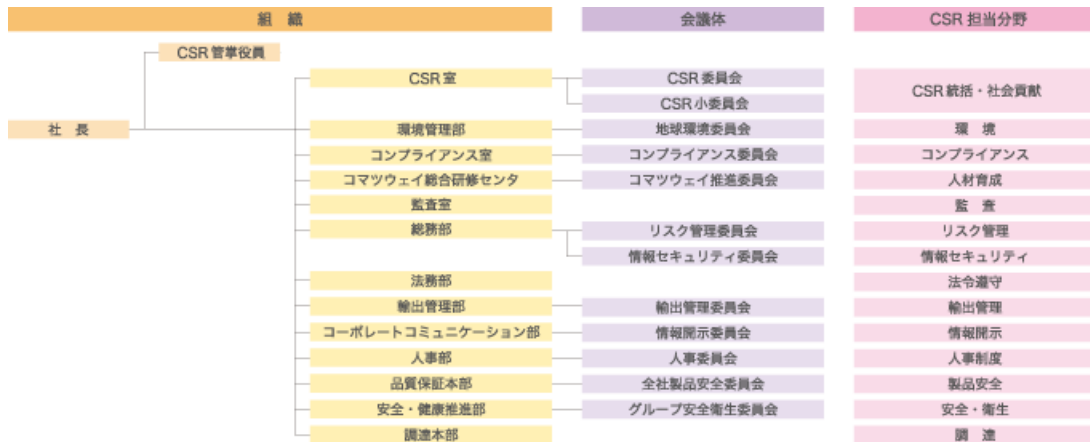 組　織　会議体　CSR 担当分野
CSR 管掌役員
CSR 室　CSR 委員会　CSR 統括・社会貢献
CSR 小委員会
社　長　環境管理部　地球環境委員会　環　境
コンプライアンス室　コンプライアンス委員会　コンプライアンス
コマツウェイ総合研修センタ　コマツウェイ推進委員会　人材育成
監査室　監　査
総務部　リスク管理委員会　リスク管理
情報セキュリティ委員会　情報セキュリティ
法務部　法令遵守
輸出管理部　輸出管理委員会　輸出管理
コーポレートコミュニケーション部　情報開示委員会　情報開示
人事部　人事委員会　人事制度
品質保証本部　全社製品安全委員会　製品安全
安全・健康推進部　グループ安全衛生委員会　安全・衛生
調達本部　調　達